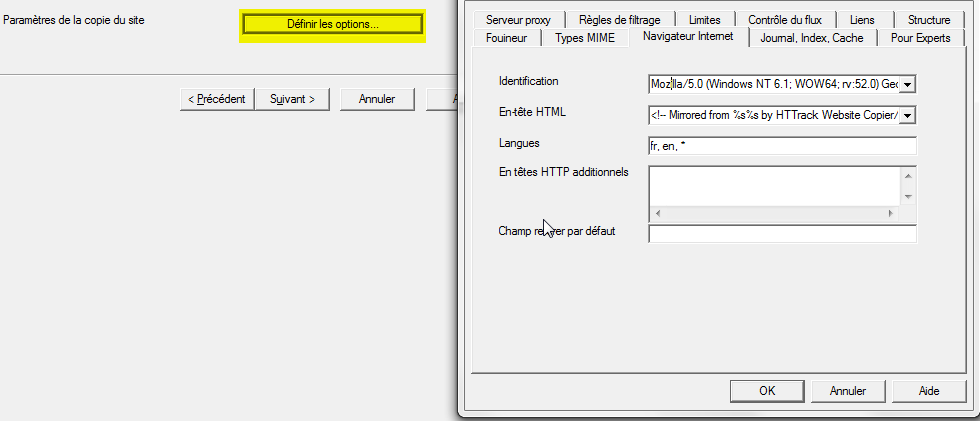 Paramètres de la copie du site
Définir les options...
< Précédent
Suivant >
Annuler
Serveur proxy
Règles de filtrage
Limites
Contrôle du flux
Liens
Structure
Fouineur
Types MIME
Navigateur Internet
Journal, Index, Cache
Pour Experts
Identification
Mozilla/5.0 (Windows NT 6.1; WOW64; rv:52.0) Gec
En-tête HTML
<!-- Mirrored from %s%s by HTTrack Website Copier/
Langues
fr, en, *
En têtes HTTP additionnels
Champ par défaut
OK
Annuler
Aide